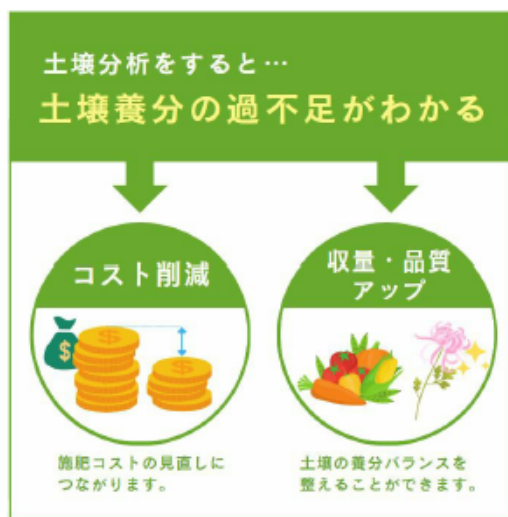 土壌分析をすると…
土壌養分の過不足がわかる
コスト削減
収量・品質
アップ
$
$
$
施肥コストの見直しに
つながります。
土壌の養分バランスを
整えることができます。